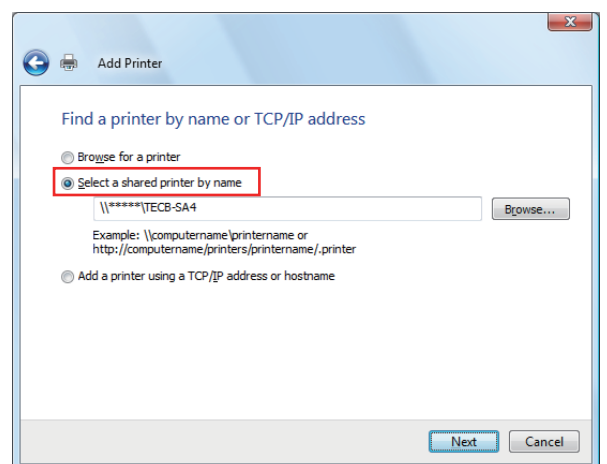 Add Printer
Find a printer by name or TCP/IP address
Browse for a printer
Select a shared printer by name
\\*****\TECB-SA4
Browse...
Example: \\computername\printername or
http://computername/printers/printername/.printer
Add a printer using a TCP/IP address or hostname
Next
Cancel